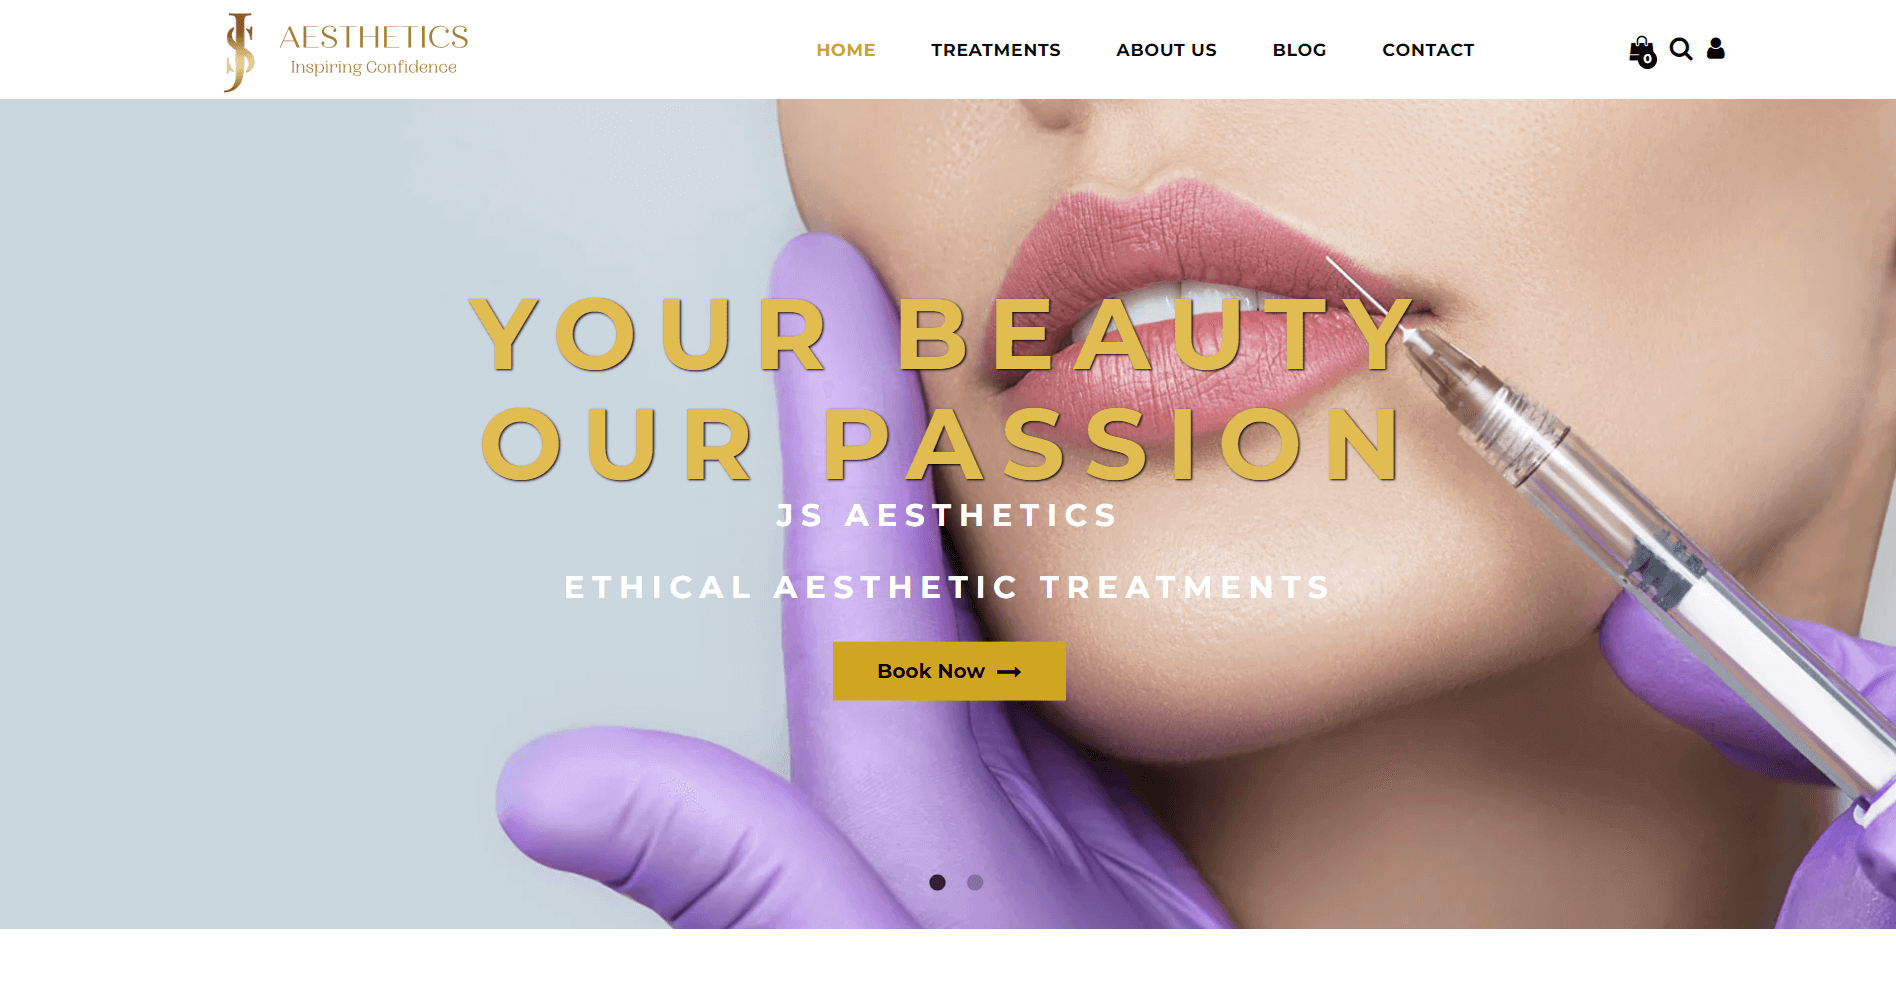 JS
AESTHETICS
Inspiring Confidence
HOME
TREATMENTS
ABOUT US
BLOG
CONTACT
0
YOUR BEAUTY
OUR PASSION
JS AESTHETICS
ETHICAL AESTHETIC TREATMENTS
Book Now